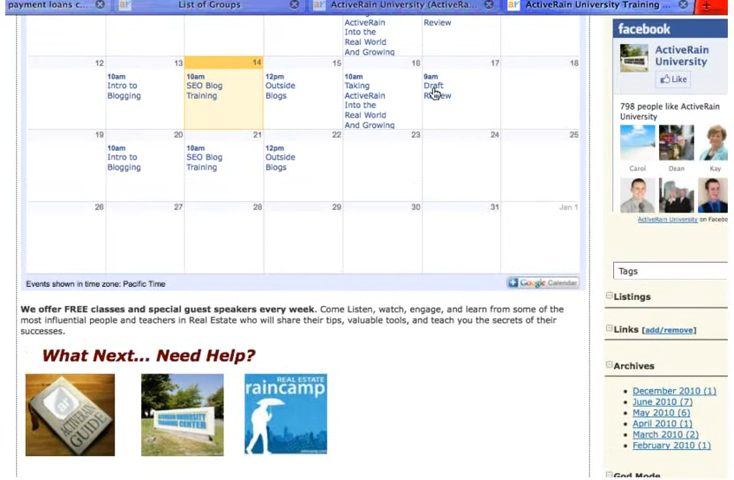 payment loans c...
List of Groups
ActiveRain University (ActiveRa...
ActiveRain University Training ...
ActiveRain
Into the
Real World
And Growing
Review
12
13
14
15
16
17
18
10am
Intro to
Blogging
10am
SEO Blog
Training
12pm
Outside
Blogs
10am
Taking
ActiveRain
Into the
Real World
And Growing
9am
Draft
Review
19
20
21
22
23
24
25
10am
Intro to
Blogging
10am
SEO Blog
Training
12pm
Outside
Blogs
26
27
28
29
30
31
Jan 1
Events shown in time zone: Pacific Time
Google Calendar
We offer FREE classes and special guest speakers every week. Come Listen, watch, engage, and learn from some of the
most influential people and teachers in Real Estate who will share their tips, valuable tools, and teach you the secrets of their
successes.
What Next... Need Help?
ar
ACTIVERAIN
GUIDE
REAL ESTATE
raincamp
facebook
ActiveRain
University
Like
798 people like ActiveRain
University
Carol
Dean
Kay
ActiveRain University on Facebo
Tags
Listings
Links [add/remove]
Archives
December 2010 (1)
June 2010 (7)
May 2010 (6)
April 2010 (1)
March 2010 (2)
February 2010 (1)
God Mode